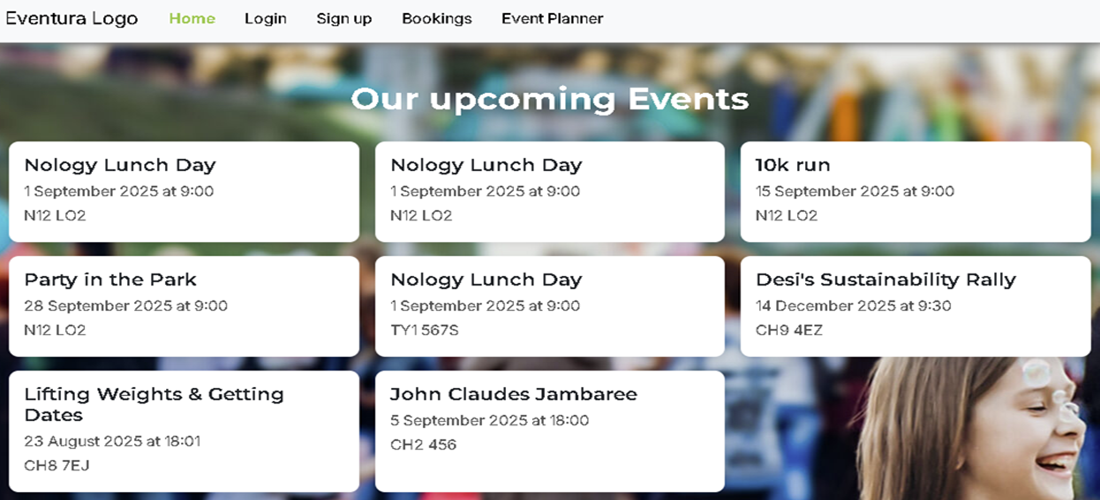 Eventura Logo Home Login Sign up Bookings Event Planner
Our upcoming Events
Nology Lunch Day
1 September 2025 at 9:00
N12 LO2
Nology Lunch Day
1 September 2025 at 9:00
N12 LO2
10k run
15 September 2025 at 9:00
N12 LO2
Party in the Park
28 September 2025 at 9:00
N12 LO2
Nology Lunch Day
1 September 2025 at 9:00
TY1 567S
Desi's Sustainability Rally
14 December 2025 at 9:30
CH9 4EZ
Lifting Weights & Getting
Dates
23 August 2025 at 18:01
CH8 7EJ
John Claudes Jambaree
5 September 2025 at 18:00
CH2 456